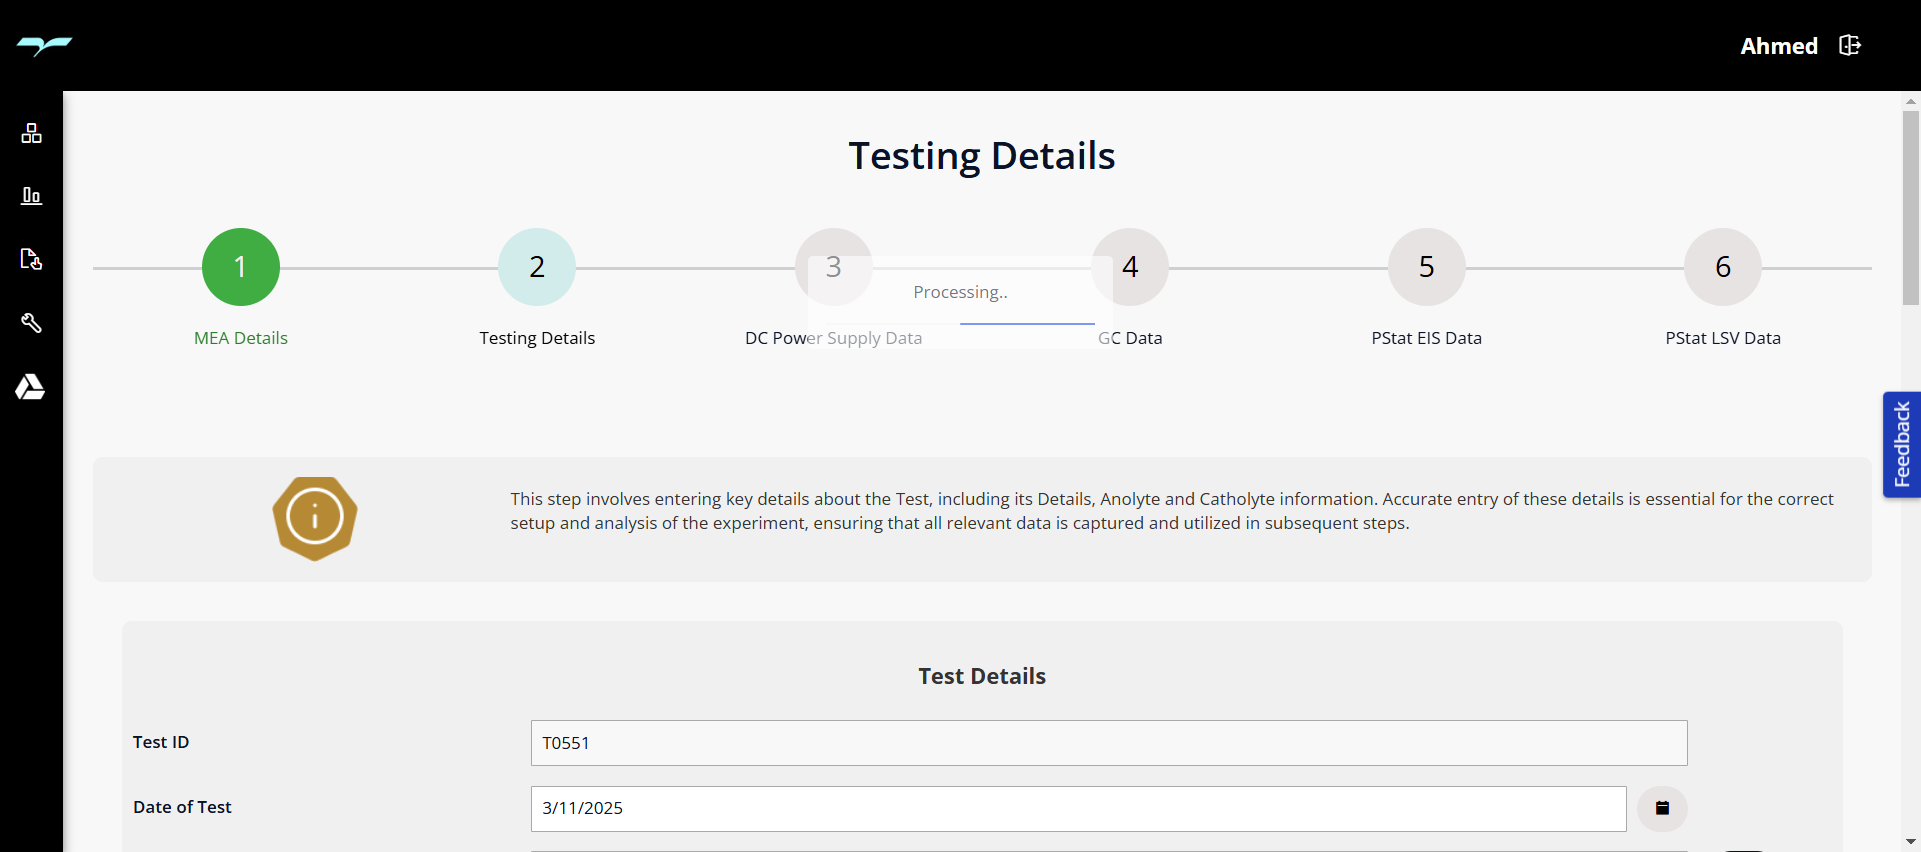 Ahmed
Testing Details
1
2
3
4
5
6
Processing..
MEA Details
Testing Details
DC Power Supply Data
GC Data
PStat EIS Data
PStat LSV Data
Feedback
This step involves entering key details about the Test, including its Details, Anolyte and Catholyte information. Accurate entry of these details is essential for the correct
setup and analysis of the experiment, ensuring that all relevant data is captured and utilized in subsequent steps.
Test Details
Test ID
T0551
Date of Test
3/11/2025